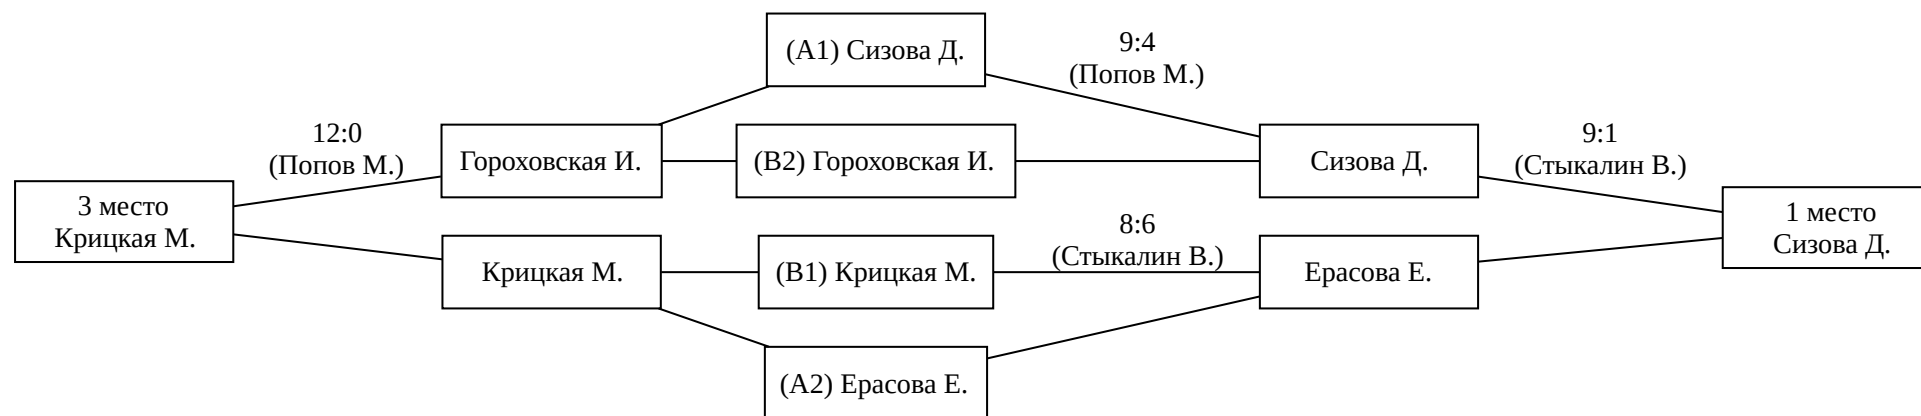 (A1) Сизова Д.
9:4
(Попов М.)
12:0
(Попов М.)
Гороховская И.
(B2) Гороховская И.
Сизова Д.
9:1
(Стыкалин В.)
3 место
Крицкая М.
1 место
Сизова Д.
8:6
(Стыкалин В.)
Крицкая М.
(B1) Крицкая М.
Ерасова Е.
(A2) Ерасова Е.